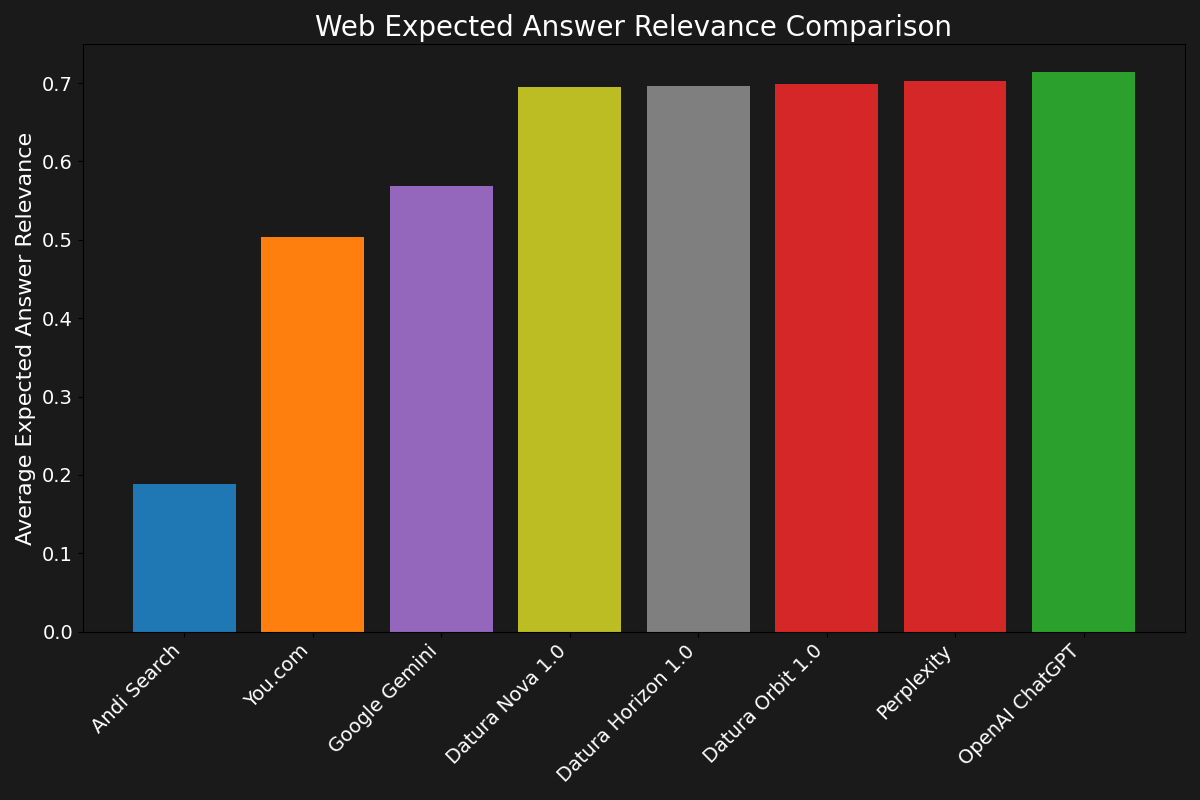 Web Expected Answer Relevance Comparison
Average Expected Answer Relevance
0.7
0.6
0.5
0.4
0.3
0.2
0.1
0.0
Andi Search
You.com
Google Gemini
Datura Nova 1.0
Datura Horizon 1.0
Datura Orbit 1.0
Perplexity
OpenAI ChatGPT